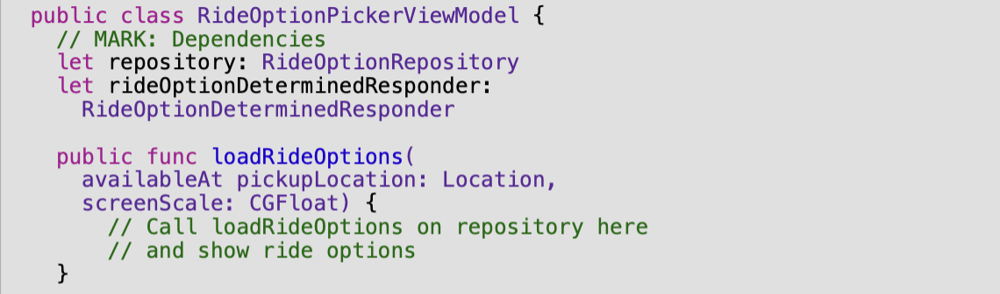 public class RideOptionPickerViewModel {
// MARK: Dependencies
let repository: RideOptionRepository
let rideOptionDeterminedResponder:
RideOptionDeterminedResponder
public func loadRideOptions(
availableAt pickupLocation: Location,
screenScale: CGFloat) {
// Call loadRideOptions on repository here
// and show ride options
}